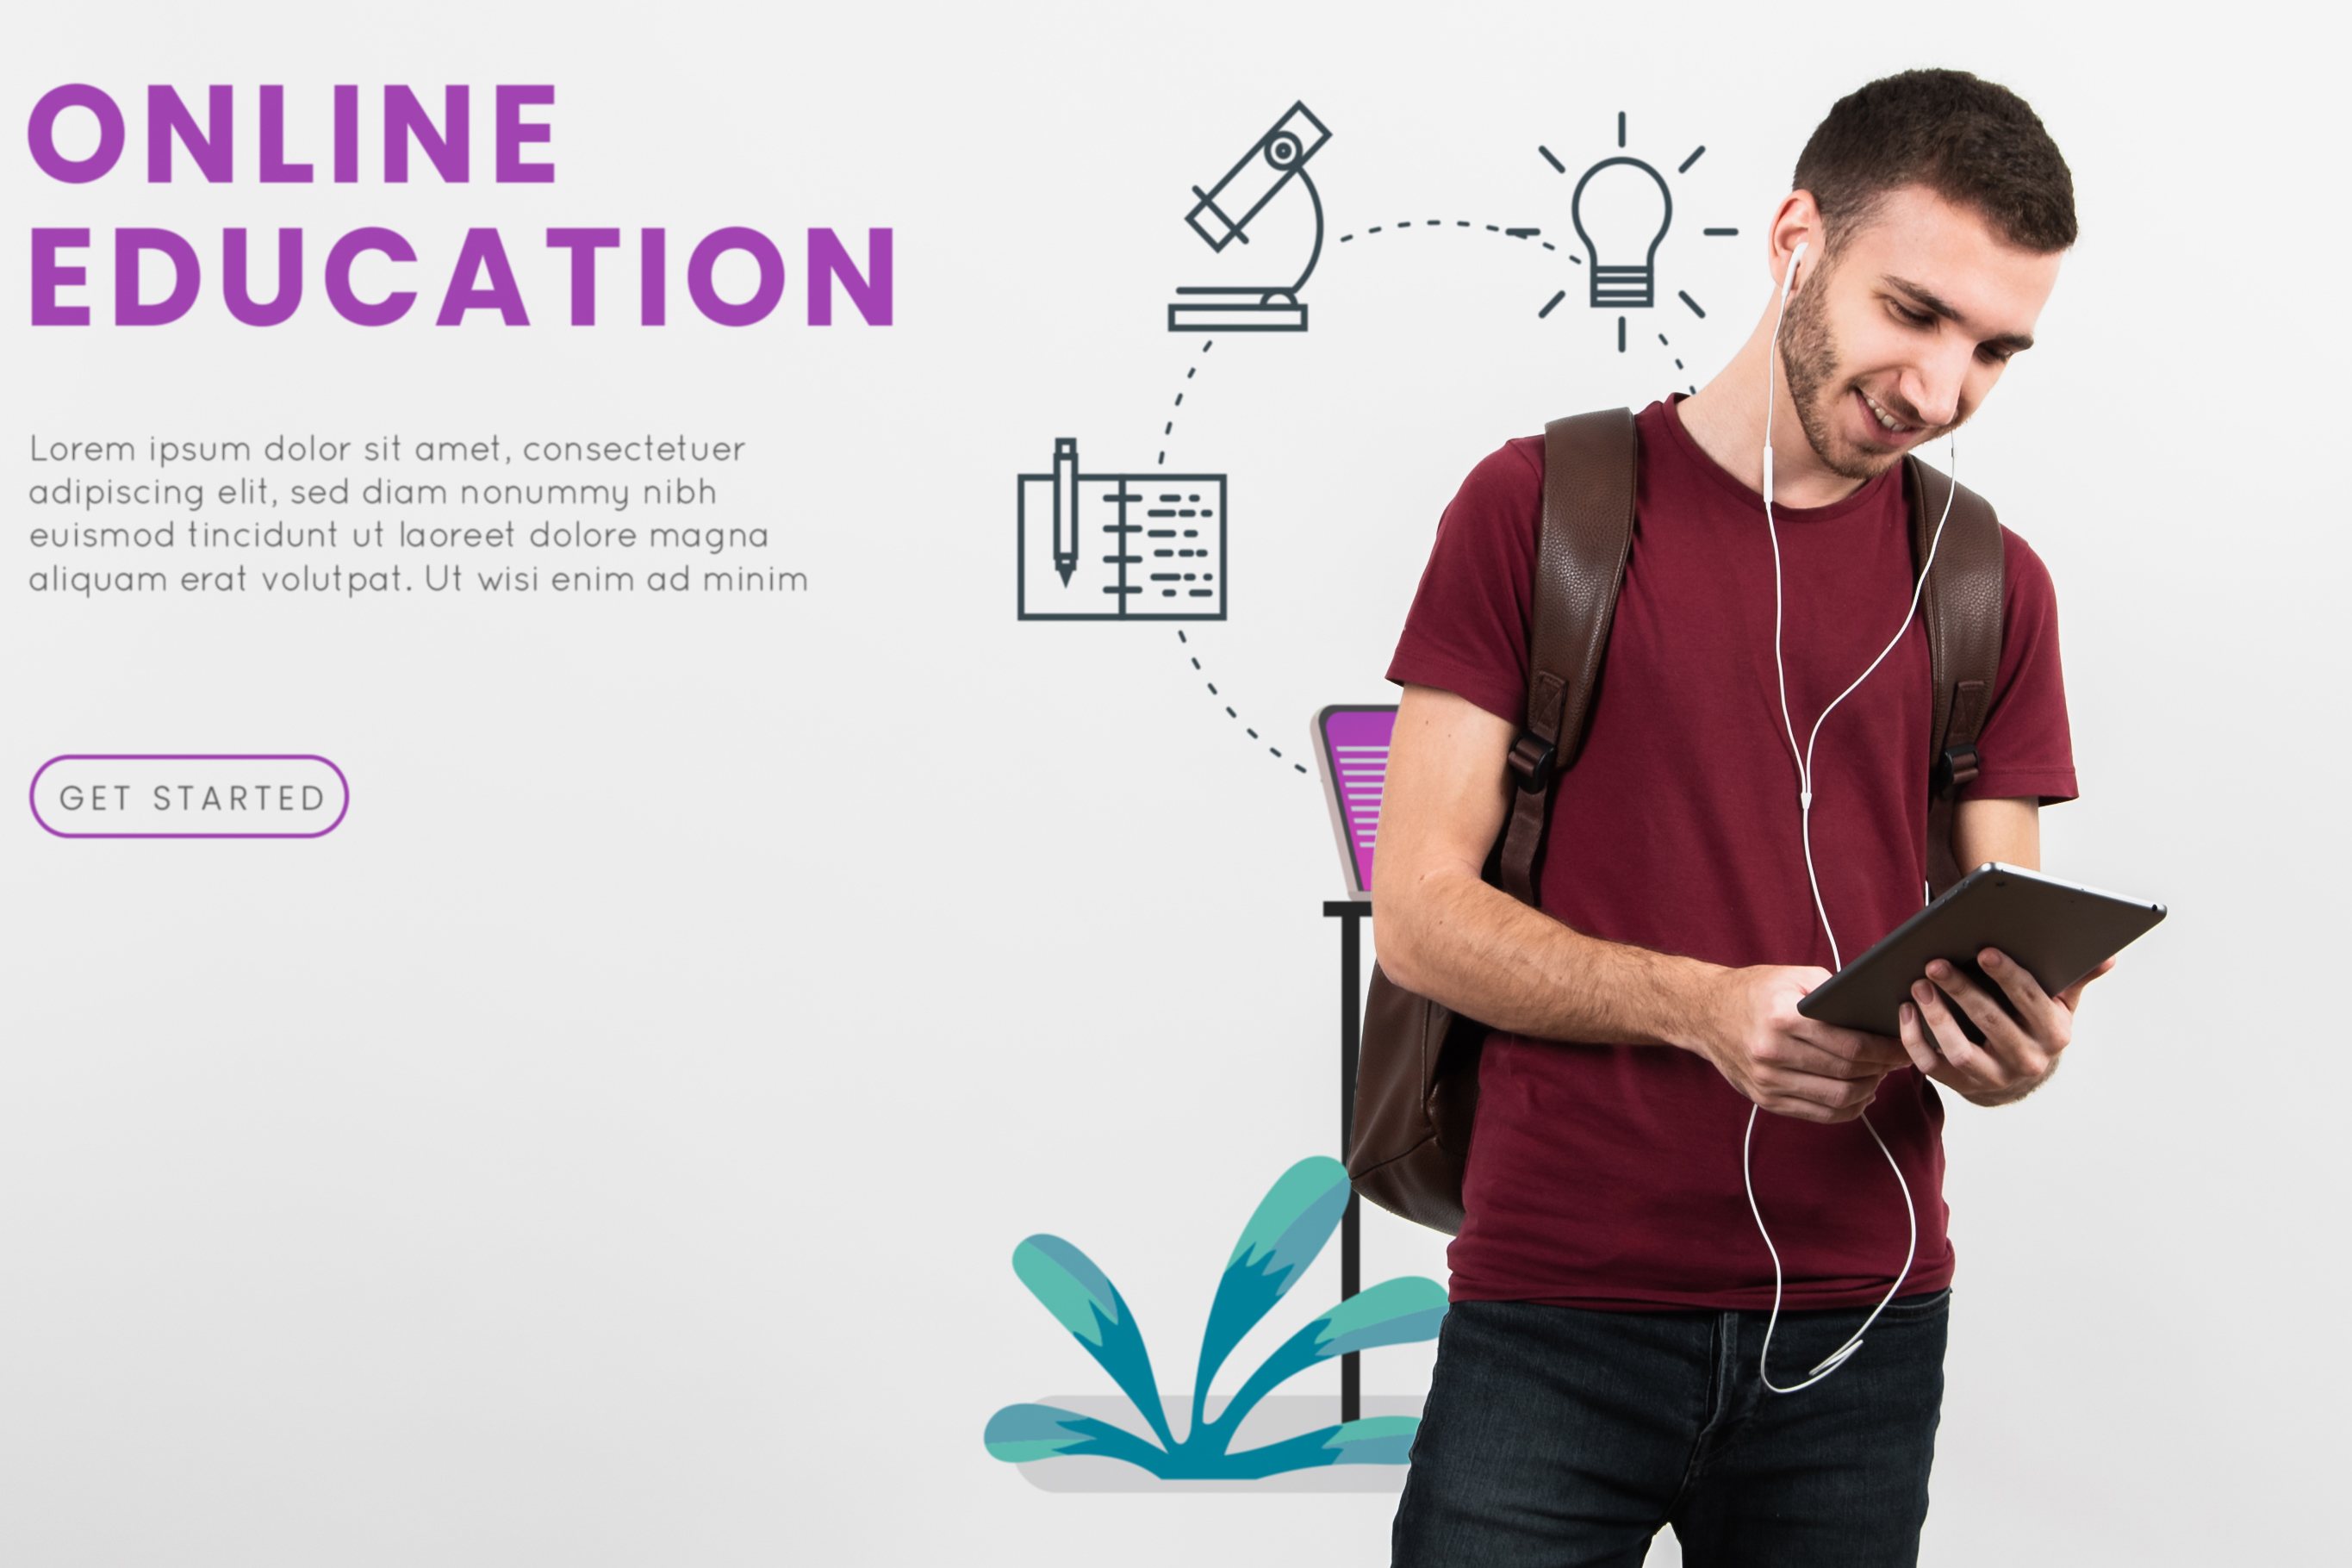 ONLINE
EDUCATION
Lorem ipsum dolor sit amet, consectetuer
adipiscing elit, sed diam nonummy nibh
euismod tincidunt ut laoreet dolore magna
aliquam erat volutpat. Ut wisi enim ad minim
GET STARTED